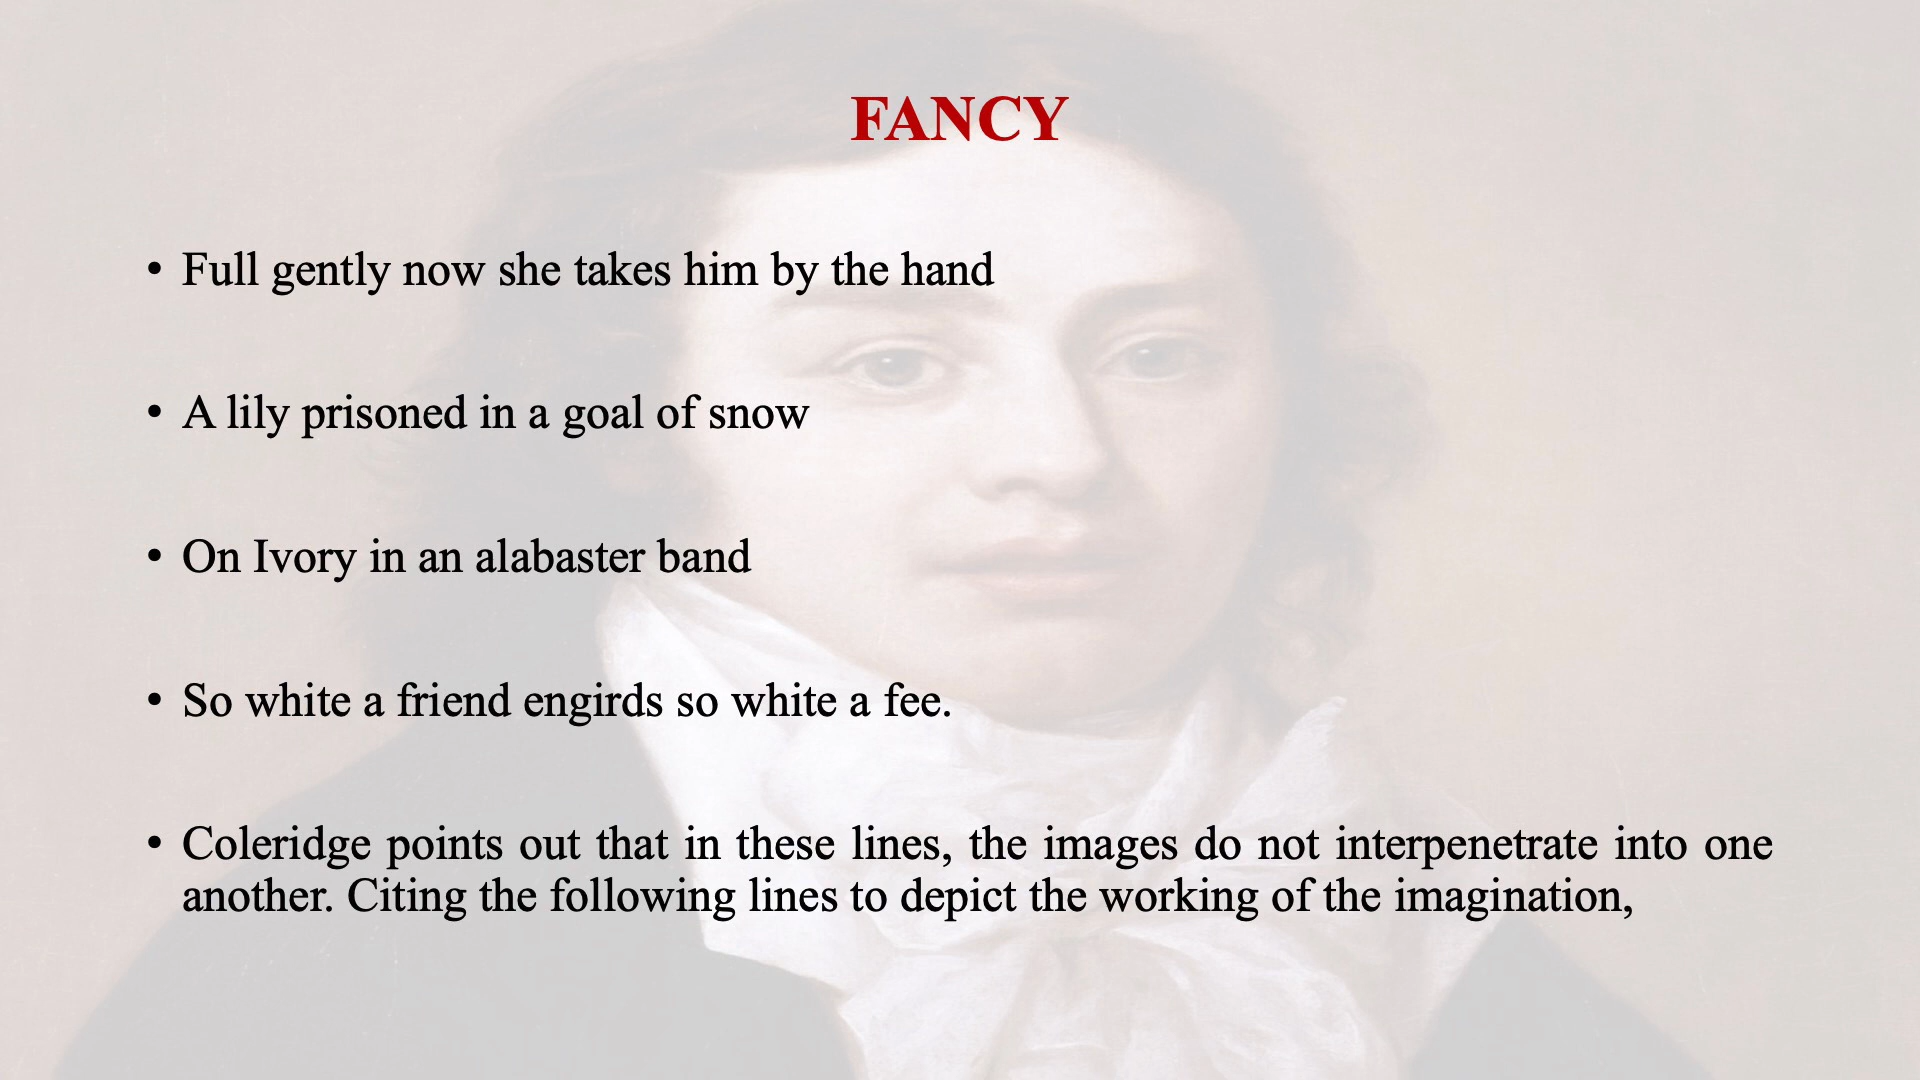 FANCY
• Full gently now she takes him by the hand
• A lily prisoned in a goal of snow
• On Ivory in an alabaster band
• So white a friend engirds so white a fee.
• Coleridge points out that in these lines, the images do not interpenetrate into one
another. Citing the following lines to depict the working of the imagination,